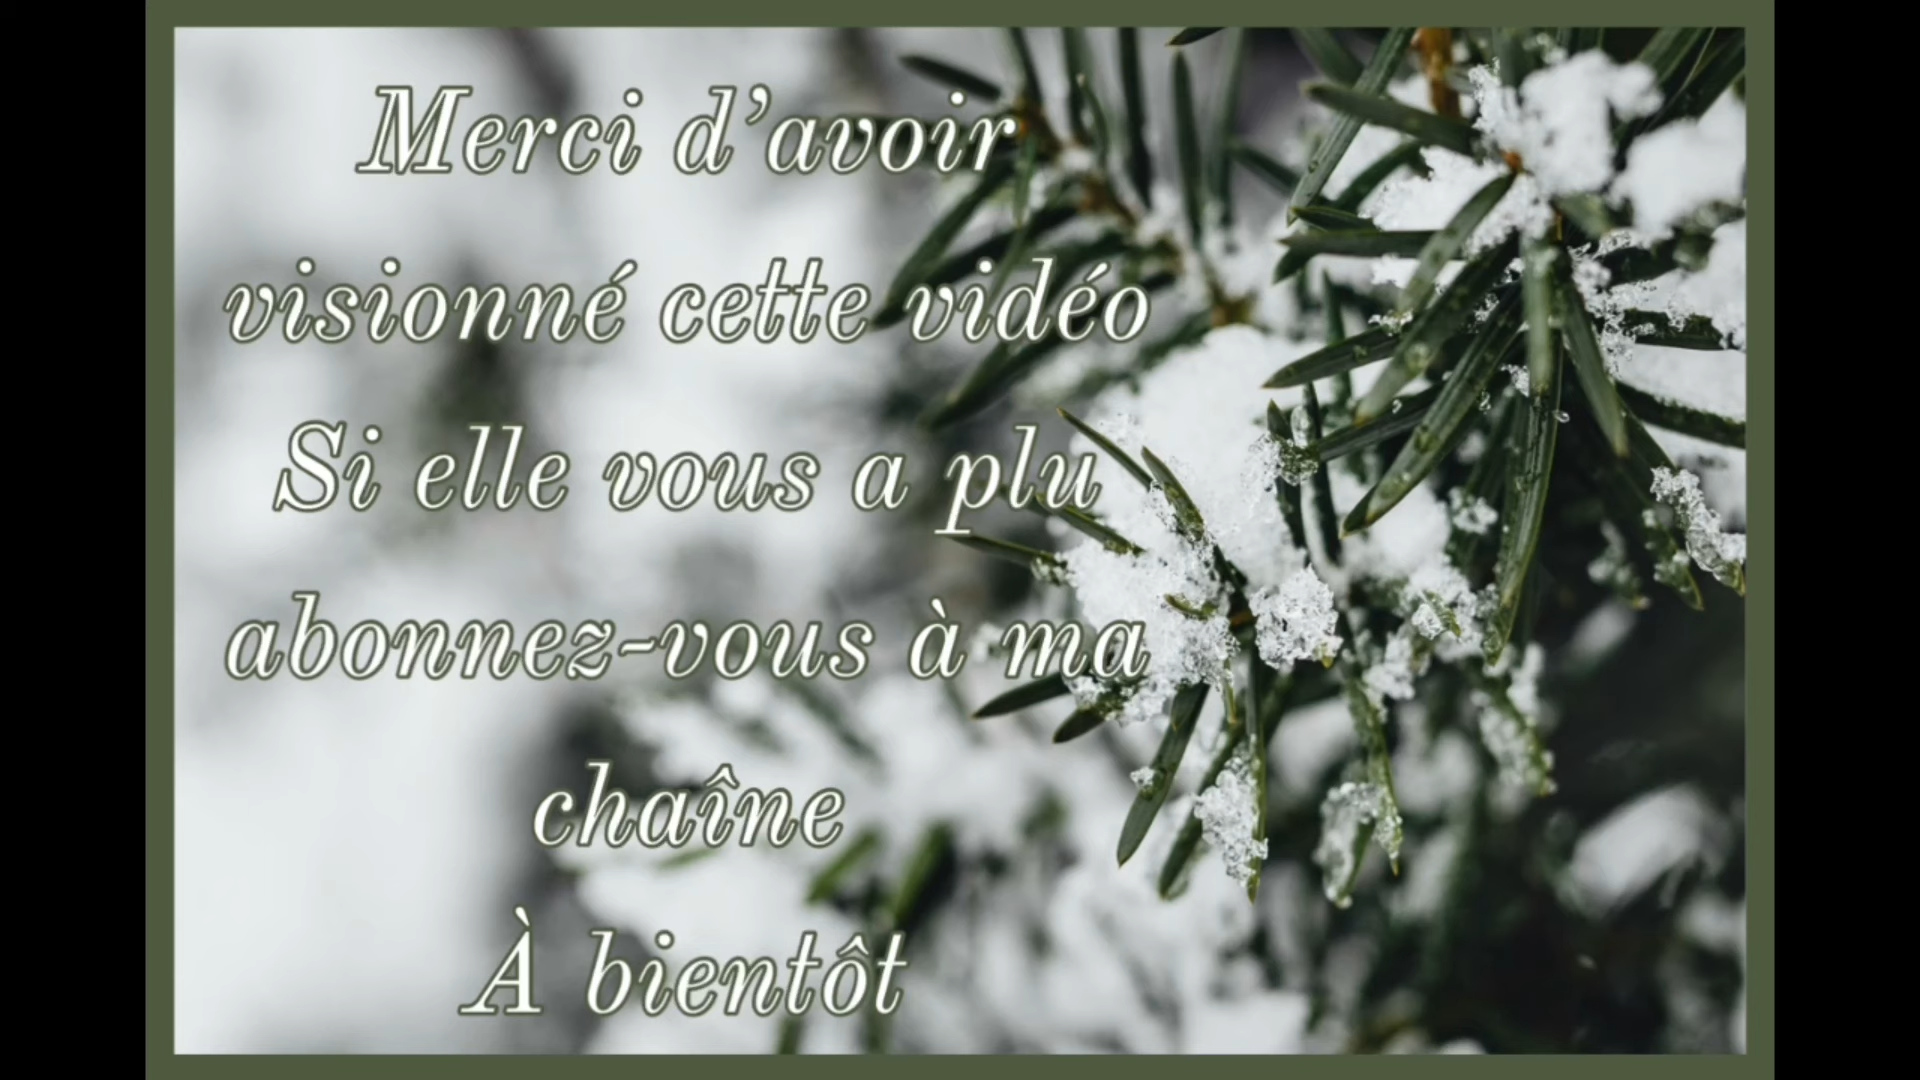 Merci d’avoir
visionné cette vidéo
Si elle vous a plu
abonnez-vous à ma
chaîne
À bientôt